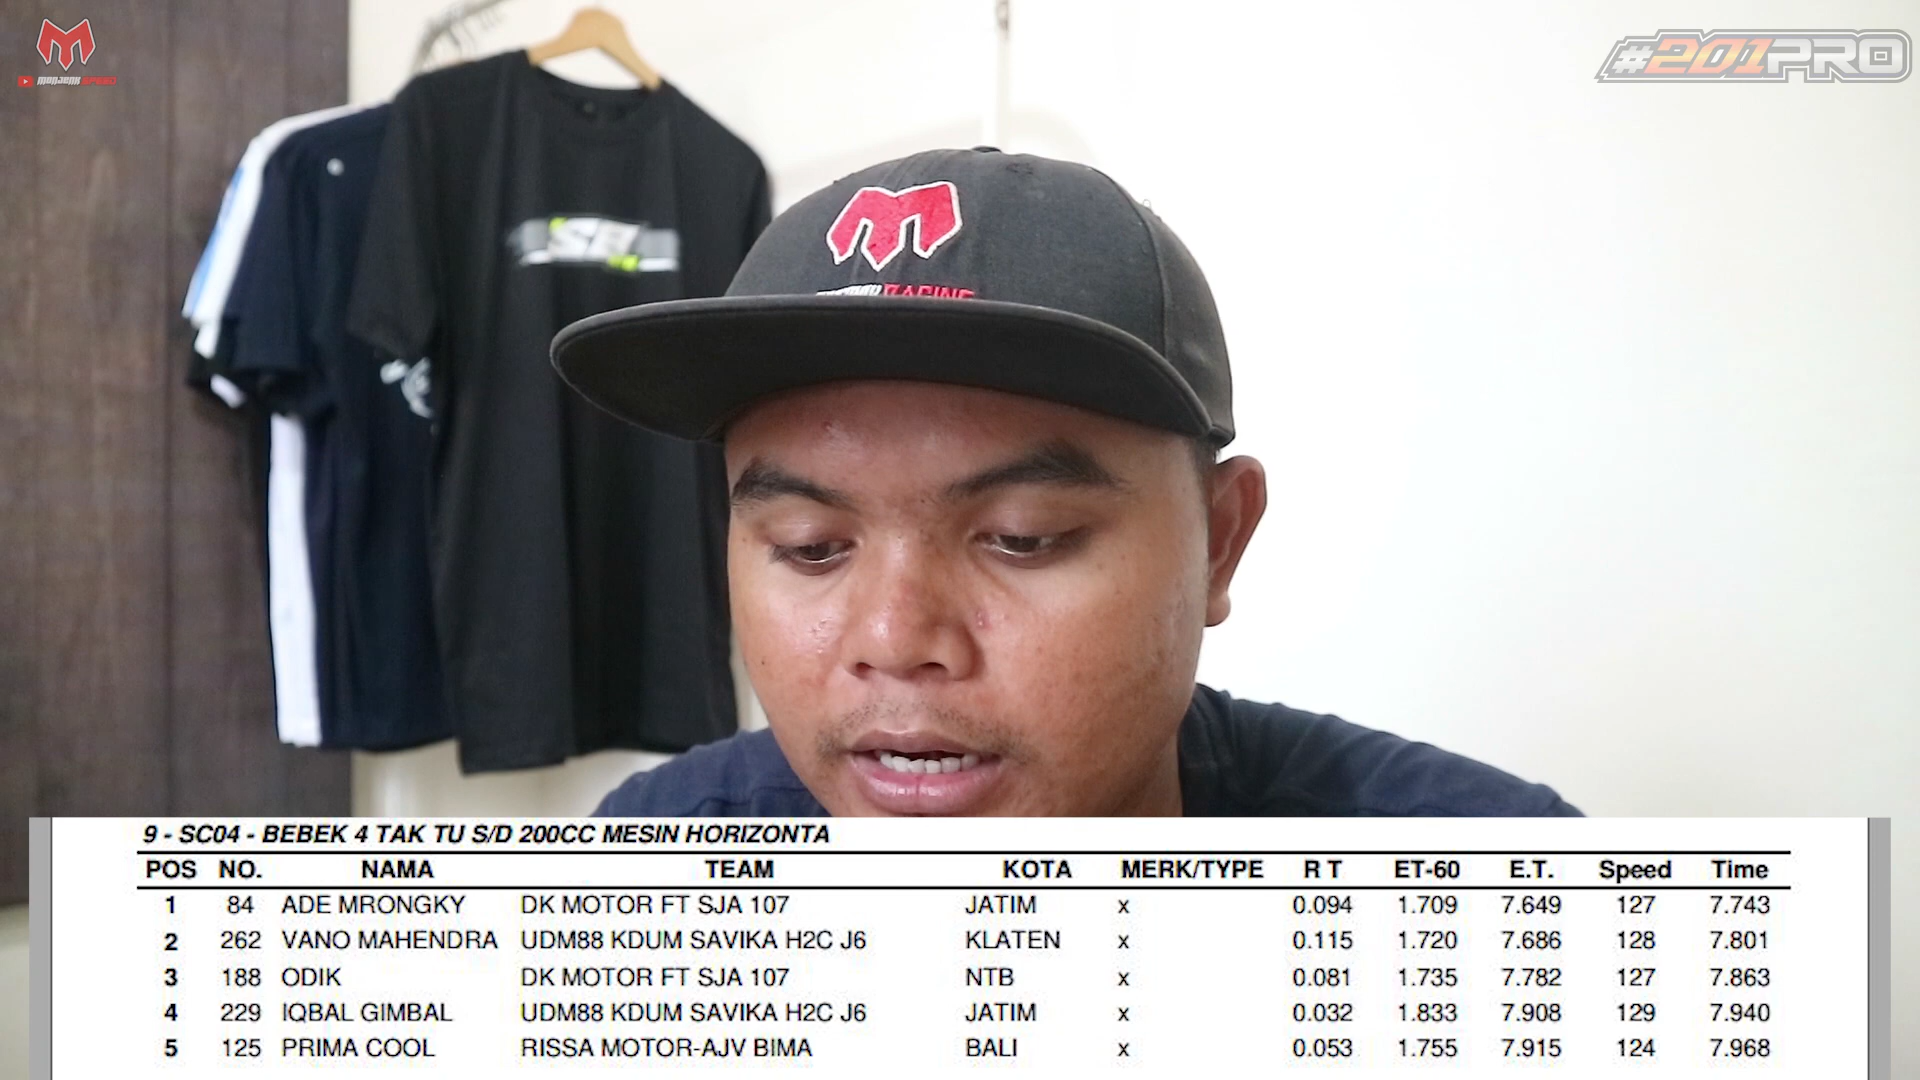 MONJENK SPEED
#201PRO
RACING
9 - SC04 - BEBEK 4 TAK TU S/D 200CC MESIN HORIZONTA
POS NO. NAMA TEAM KOTA MERK/TYPE R T ET-60 E.T. Speed Time
1 84 ADE MRONGKY DK MOTOR FT SJA 107 JATIM x 0.094 1.709 7.649 127 7.743
2 262 VANO MAHENDRA UDM88 KDUM SAVIKA H2C J6 KLATEN x 0.115 1.720 7.686 128 7.801
3 188 ODIK DK MOTOR FT SJA 107 NTB x 0.081 1.735 7.782 127 7.863
4 229 IQBAL GIMBAL UDM88 KDUM SAVIKA H2C J6 JATIM x 0.032 1.833 7.908 129 7.940
5 125 PRIMA COOL RISSA MOTOR-AJV BIMA BALI x 0.053 1.755 7.915 124 7.968